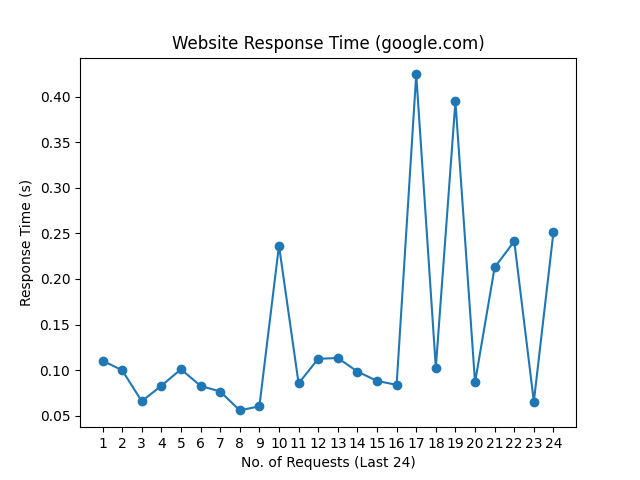 Website Response Time (google.com)
Response Time (s)
0.40
0.35
0.30
0.25
0.20
0.15
0.10
0.05
1 2 3 4 5 6 7 8 9 10 11 12 13 14 15 16 17 18 19 20 21 22 23 24
No. of Requests (Last 24)